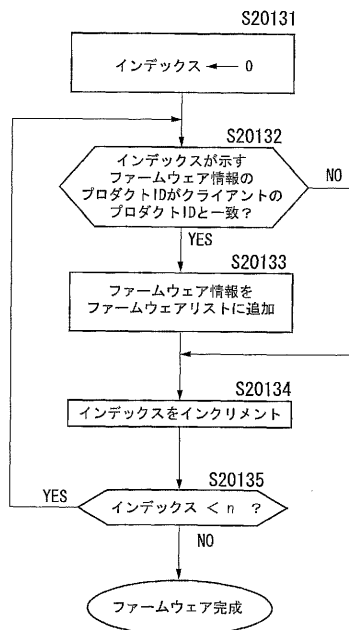 S20131
インデックス ← 0
S20132
インデックスが示す
ファームウェア情報の
プロダクトIDがクライアントの
プロダクトIDと一致?
NO
YES
S20133
ファームウェア情報を
ファームウェアリストに追加
S20134
インデックスをインクリメント
S20135
YES
インデックス < n ?
NO
ファームウェア完成